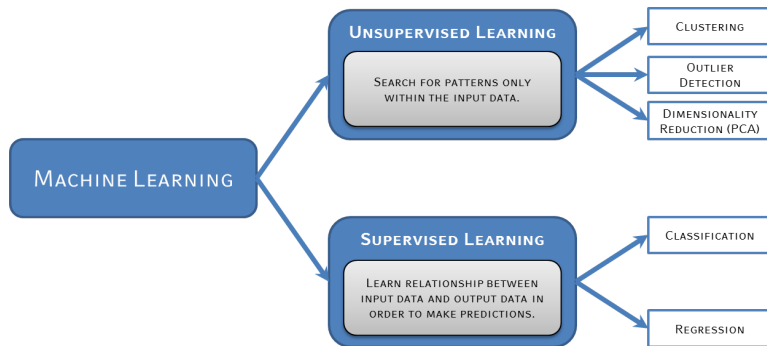 Machine Learning
Unsupervised Learning
Search for patterns only
within the input data.
Clustering
Outlier
Detection
Dimensionality
Reduction (PCA)
Supervised Learning
Learn relationship between
input data and output data in
order to make predictions.
Classification
Regression